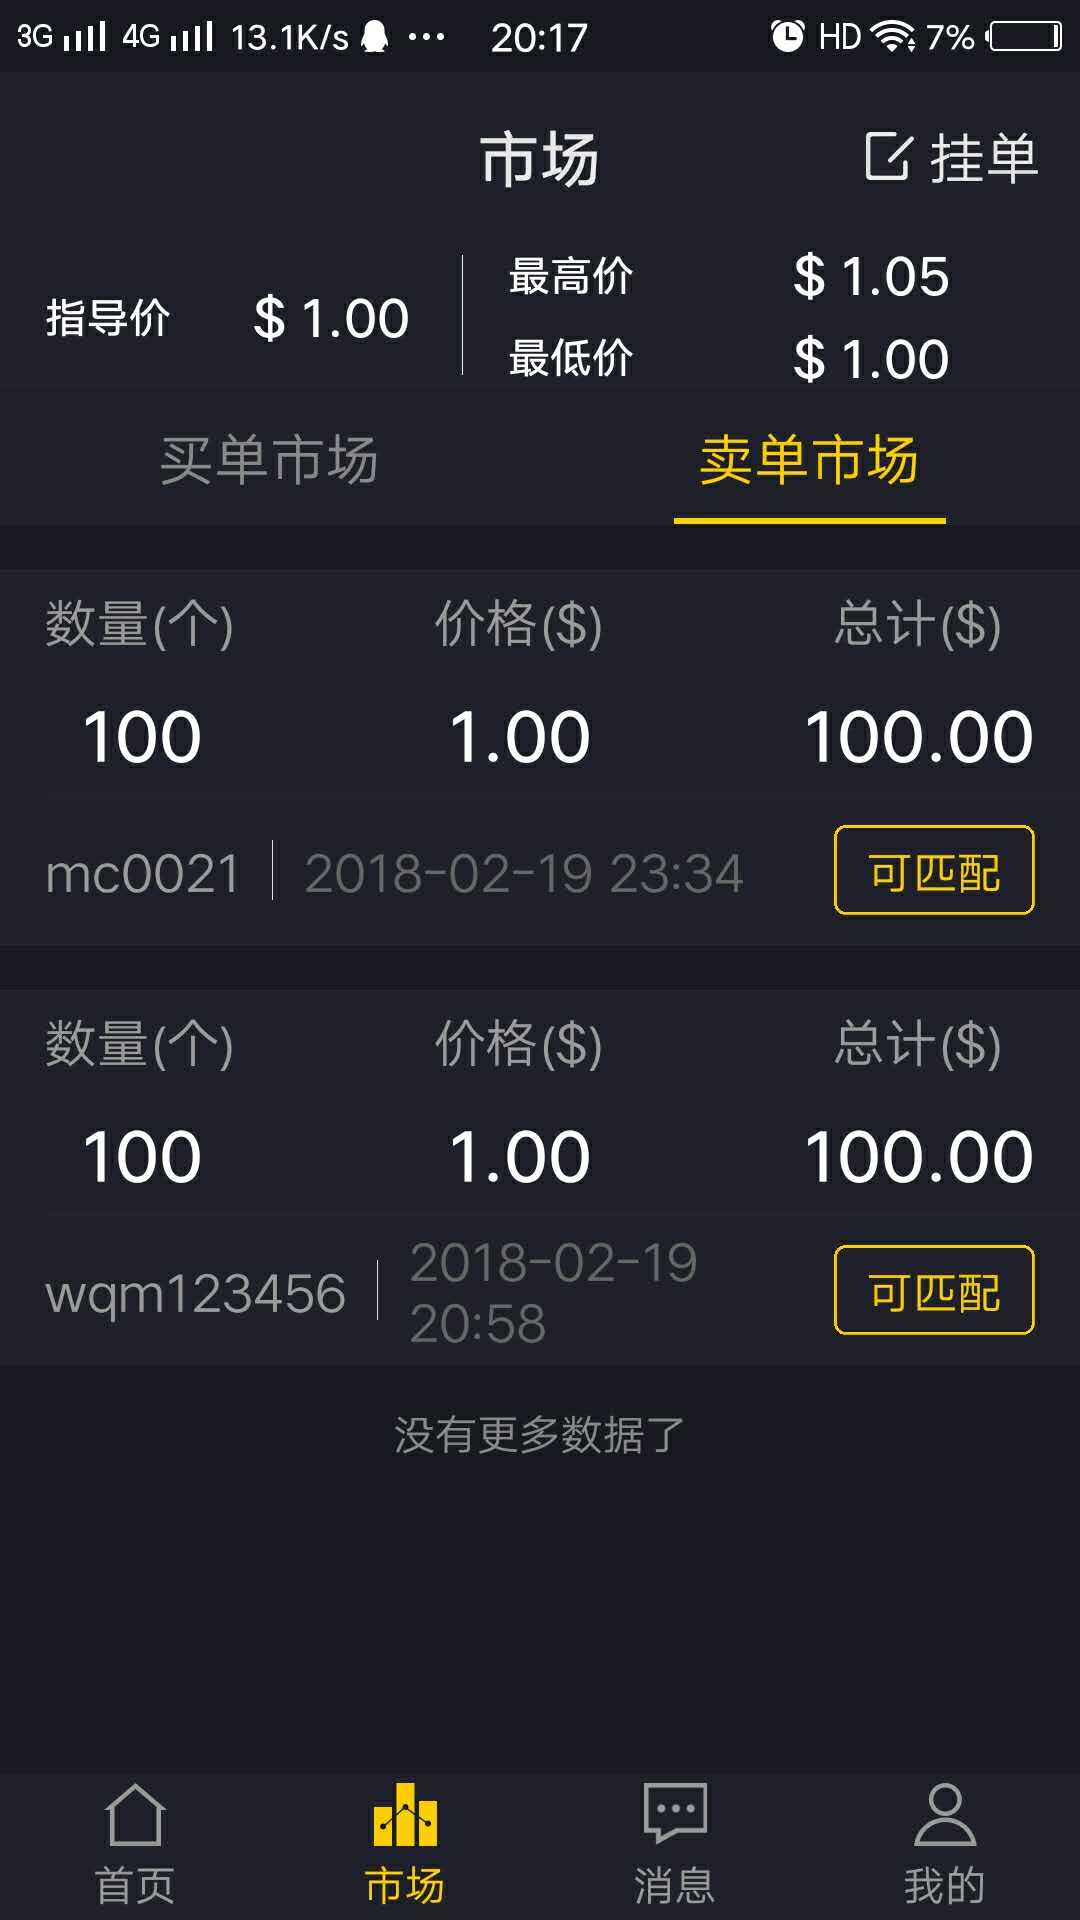 3G 4G 13.1K/s ... 20:17 HD 7%
市场 挂单
指导价 $ 1.00
最高价 $ 1.05
最低价 $ 1.00
买单市场 卖单市场
数量(个) 价格($) 总计($)
100 1.00 100.00
mc0021 2018-02-19 23:34 可匹配
数量(个) 价格($) 总计($)
100 1.00 100.00
wqm123456 2018-02-19 可匹配
20:58
没有更多数据了
首页 市场 消息 我的